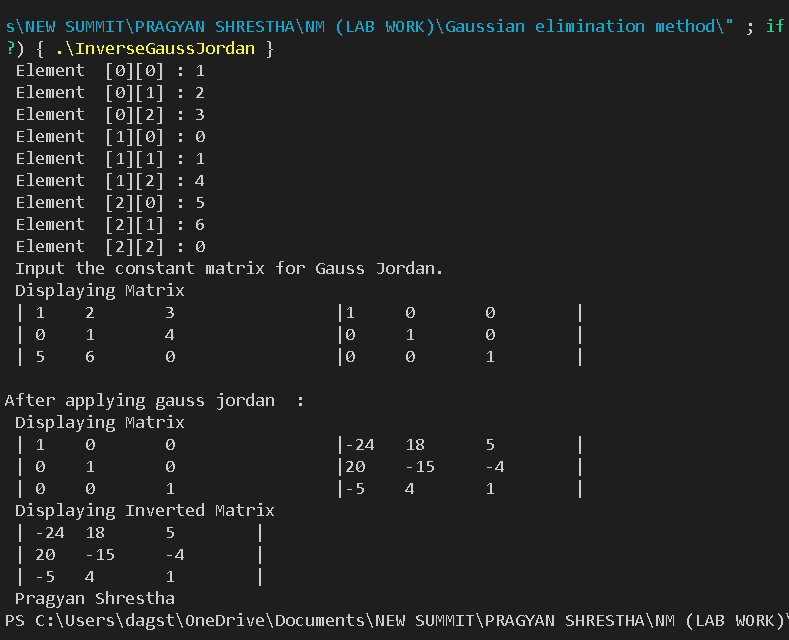 s\NEW SUMMIT\PRAGYAN SHRESTHA\NM (LAB WORK)\Gaussian elimination method\" ; if
?) { .\InverseGaussJordan }
Element [0][0] : 1
Element [0][1] : 2
Element [0][2] : 3
Element [1][0] : 0
Element [1][1] : 1
Element [1][2] : 4
Element [2][0] : 5
Element [2][1] : 6
Element [2][2] : 0
Input the constant matrix for Gauss Jordan.
Displaying Matrix
| 1 2 3 |1 0 0 |
| 0 1 4 |0 1 0 |
| 5 6 0 |0 0 1 |
After applying gauss jordan :
Displaying Matrix
| 1 0 0 |-24 18 5 |
| 0 1 0 |20 -15 -4 |
| 0 0 1 |-5 4 1 |
Displaying Inverted Matrix
| -24 18 5 |
| 20 -15 -4 |
| -5 4 1 |
Pragyan Shrestha
PS C:\Users\dagst\OneDrive\Documents\NEW SUMMIT\PRAGYAN SHRESTHA\NM (LAB WORK)\